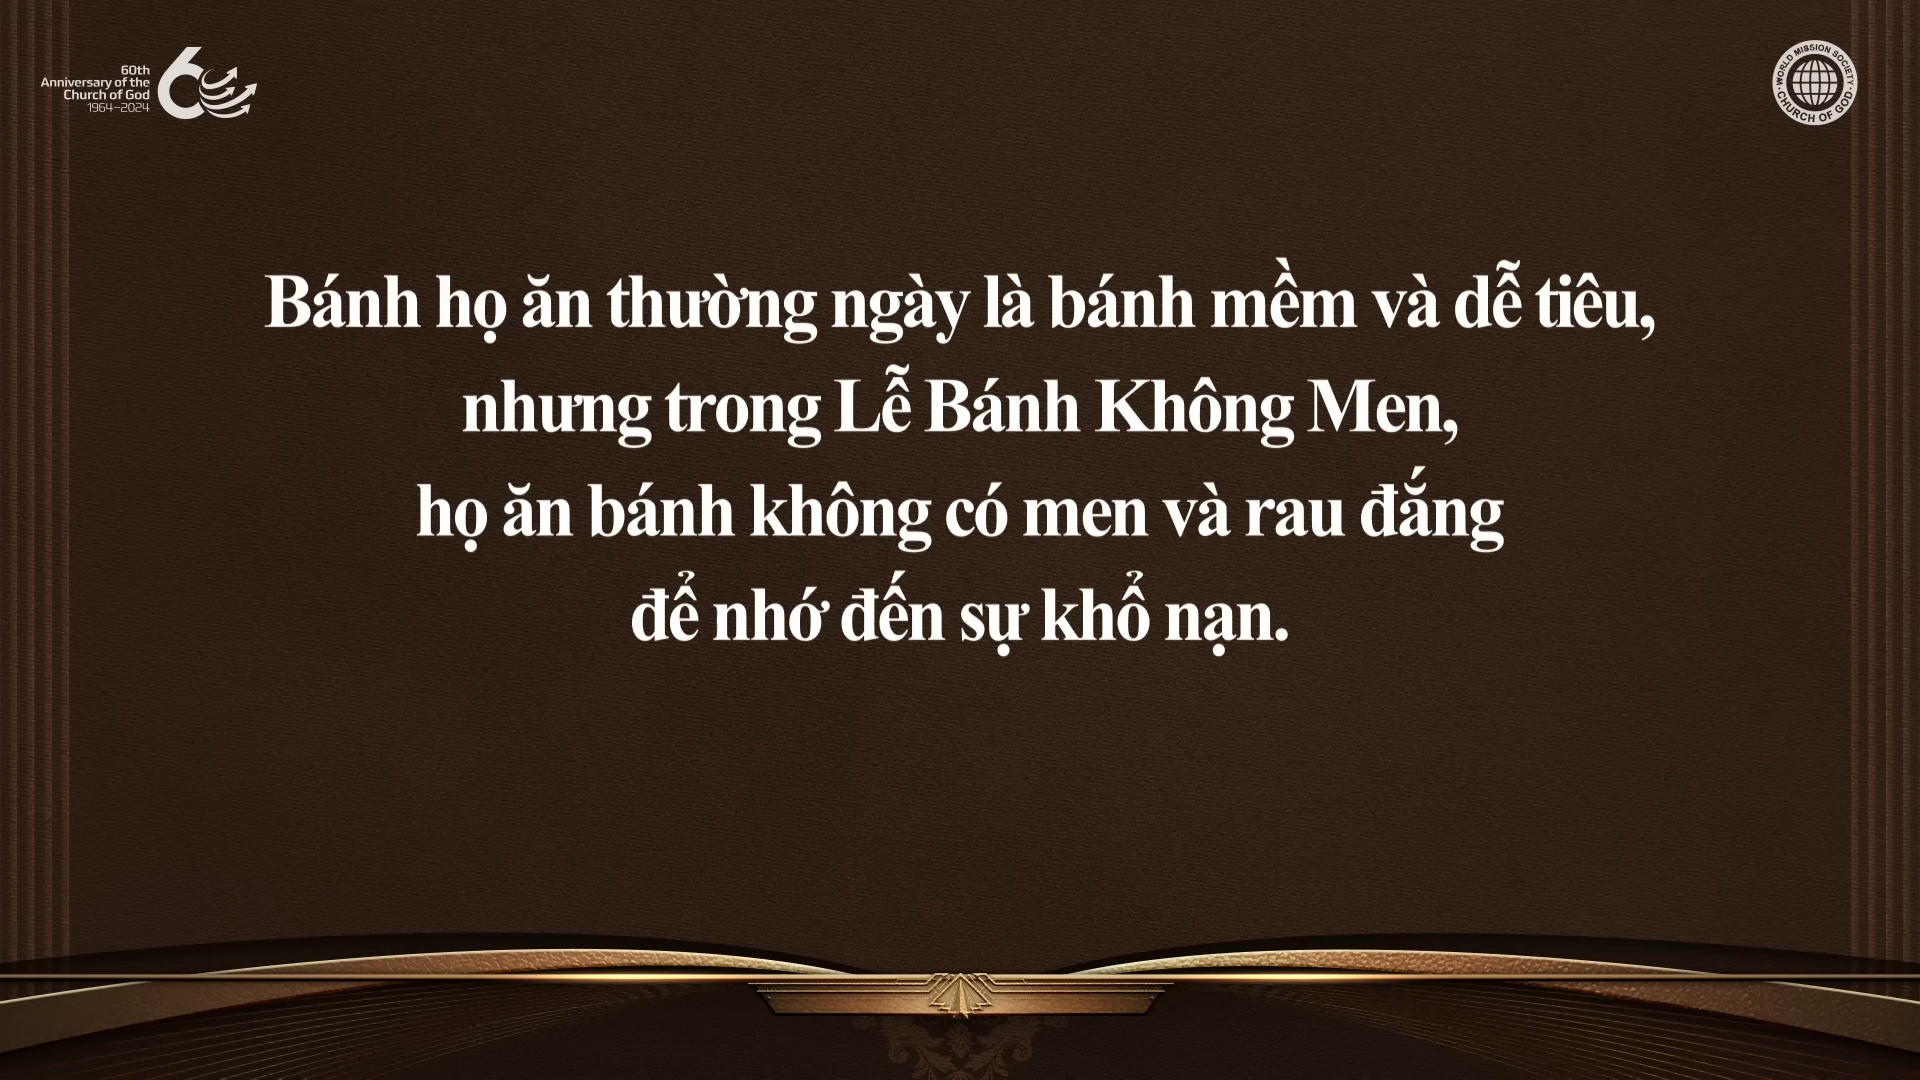 60th
Anniversary of the
Church of God
1964–2024
WORLD MISSION SOCIETY
CHURCH OF GOD
Bánh họ ăn thường ngày là bánh mềm và dễ tiêu,
nhưng trong Lễ Bánh Không Men,
họ ăn bánh không có men và rau đắng
để nhớ đến sự khổ nạn.